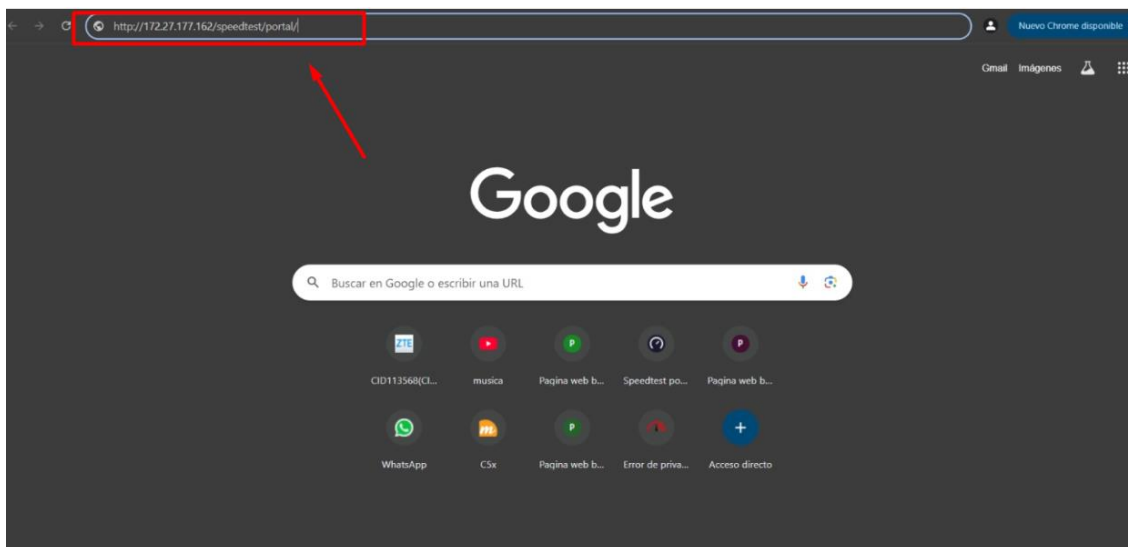 http://172.27.177.162/speedtest/portal/
Nuevo Chrome disponible
Gmail Imágenes
Google
Buscar en Google o escribir una URL
ZTE P P
CID113568(CI... musica Pagina web b... Speedtest po... Pagina web b...
m. P
WhatsApp C5x Pagina web b... Error de priva... Acceso directo